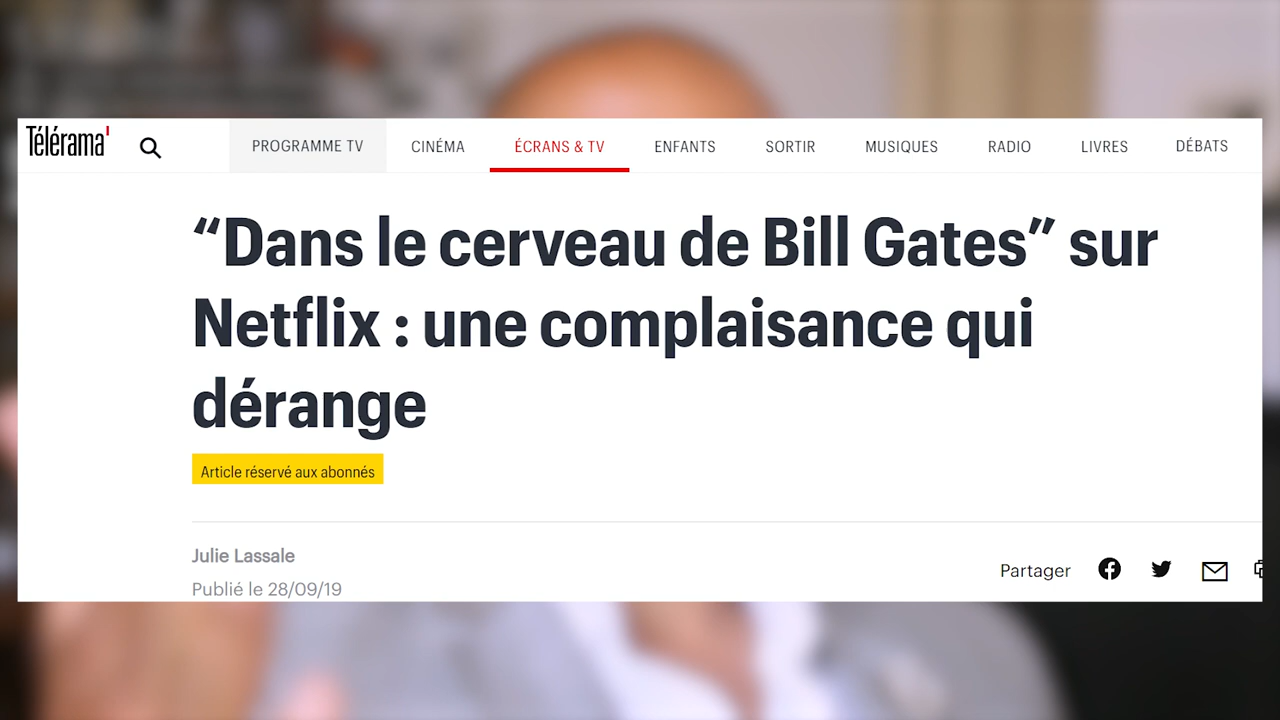 Télérama'
PROGRAMME TV CINÉMA ÉCRANS & TV ENFANTS SORTIR MUSIQUES RADIO LIVRES DÉBATS
“Dans le cerveau de Bill Gates” sur
Netflix : une complaisance qui
dérange
Article réservé aux abonnés
Julie Lassale
Partager
Publié le 28/09/19